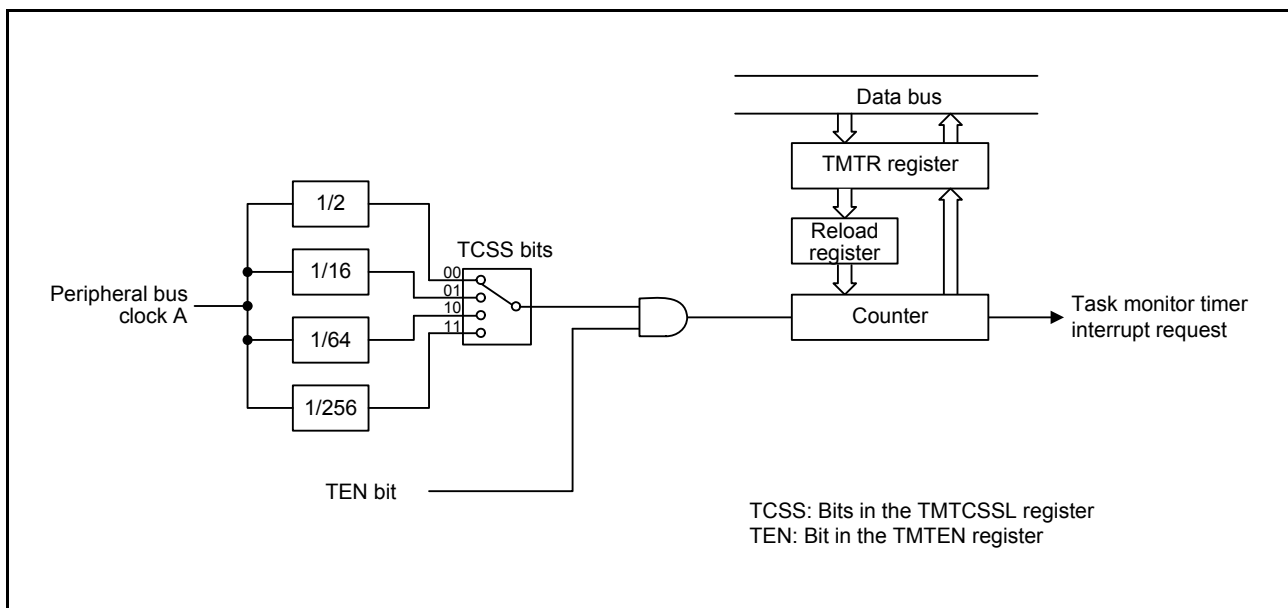 Data bus
TMTR register
1/2
Reload
register
TCSS bits
00
1/16
01
Peripheral bus
clock A
10
Counter
Task monitor timer
interrupt request
11
1/64
1/256
TEN bit
TCSS: Bits in the TMTCSSL register
TEN: Bit in the TMTEN register